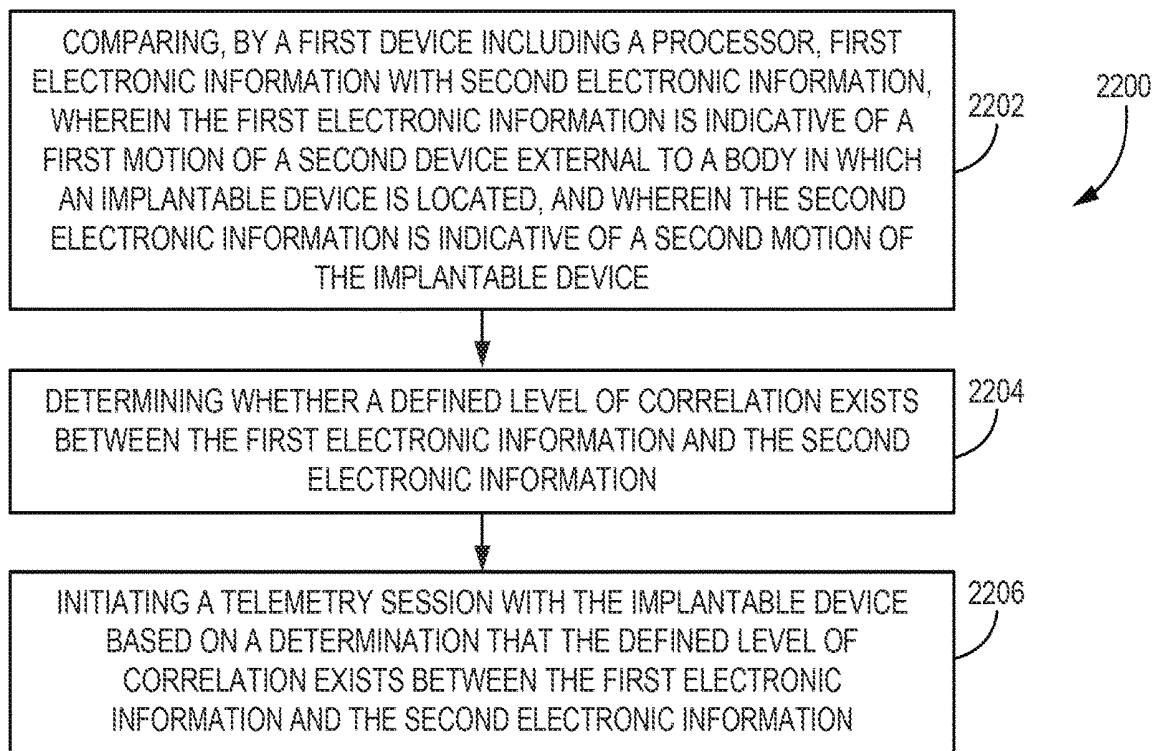 COMPARING, BY A FIRST DEVICE INCLUDING A PROCESSOR, FIRST
ELECTRONIC INFORMATION WITH SECOND ELECTRONIC INFORMATION,
WHEREIN THE FIRST ELECTRONIC INFORMATION IS INDICATIVE OF A
FIRST MOTION OF A SECOND DEVICE EXTERNAL TO A BODY IN WHICH
AN IMPLANTABLE DEVICE IS LOCATED, AND WHEREIN THE SECOND
ELECTRONIC INFORMATION IS INDICATIVE OF A SECOND MOTION OF
THE IMPLANTABLE DEVICE
2202
2200
DETERMINING WHETHER A DEFINED LEVEL OF CORRELATION EXISTS
BETWEEN THE FIRST ELECTRONIC INFORMATION AND THE SECOND
ELECTRONIC INFORMATION
2204
INITIATING A TELEMETRY SESSION WITH THE IMPLANTABLE DEVICE
BASED ON A DETERMINATION THAT THE DEFINED LEVEL OF
CORRELATION EXISTS BETWEEN THE FIRST ELECTRONIC
INFORMATION AND THE SECOND ELECTRONIC INFORMATION
2206